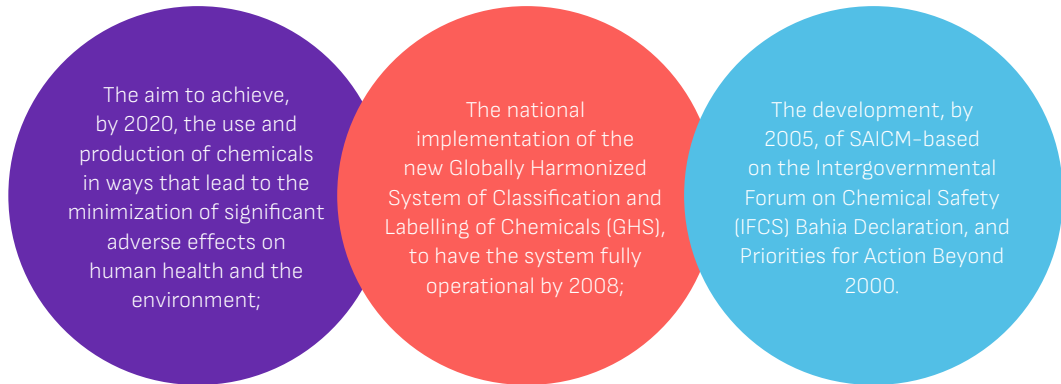 The aim to achieve,
by 2020, the use and
production of chemicals
in ways that lead to the
minimization of significant
adverse effects on
human health and the
environment;
The national
implementation of the
new Globally Harmonized
System of Classification and
Labelling of Chemicals (GHS),
to have the system fully
operational by 2008;
The development, by
2005, of SAICM-based
on the Intergovernmental
Forum on Chemical Safety
(IFCS) Bahia Declaration, and
Priorities for Action Beyond
2000.